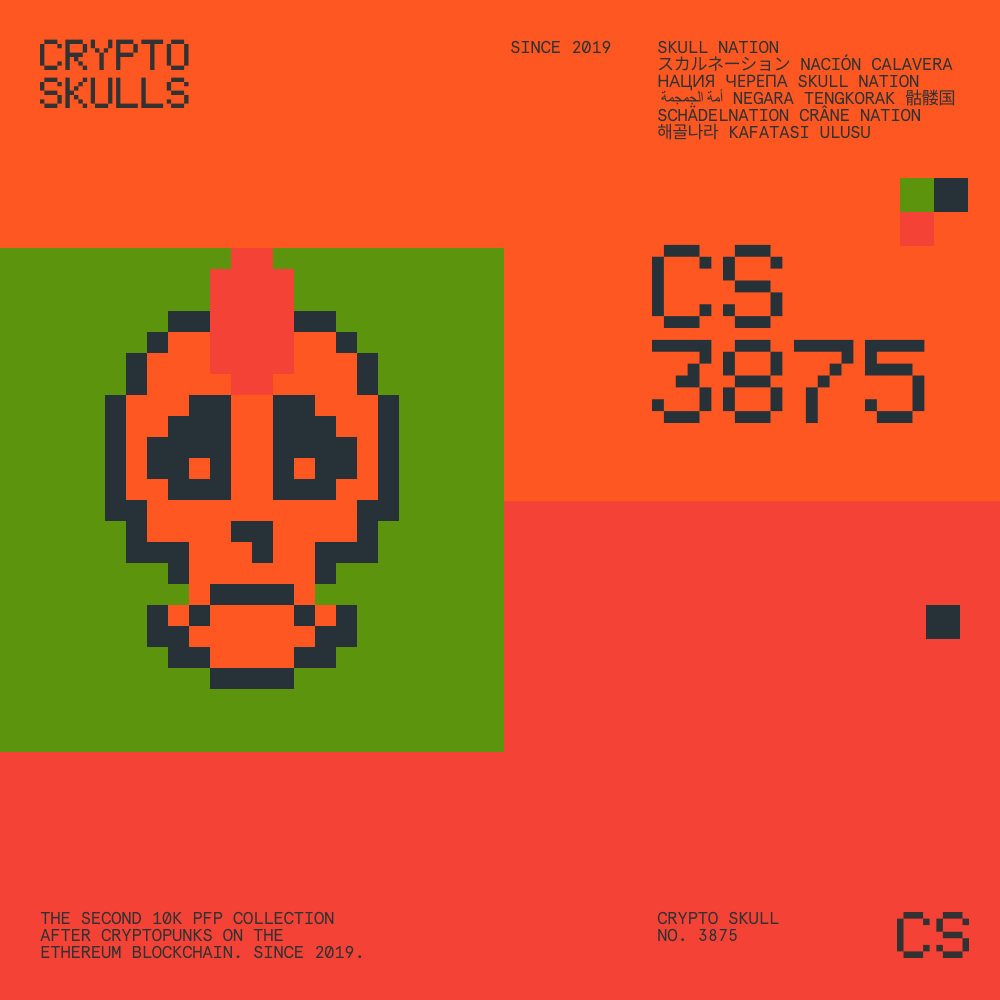 CRYPTO
SKULLS
SINCE 2019
SKULL NATION
スカルネーション NACIÓN CALAVERA
НАЦИЯ ЧЕРЕПА SKULL NATION
أمة الجمجمة NEGARA TENGKORAK 骷髅国
SCHÄDELNATION CRÂNE NATION
해골나라 KAFATASI ULUSU
CS
3875
THE SECOND 10K PFP COLLECTION
AFTER CRYPTOPUNKS ON THE
ETHEREUM BLOCKCHAIN. SINCE 2019.
CRYPTO SKULL
NO. 3875
CS